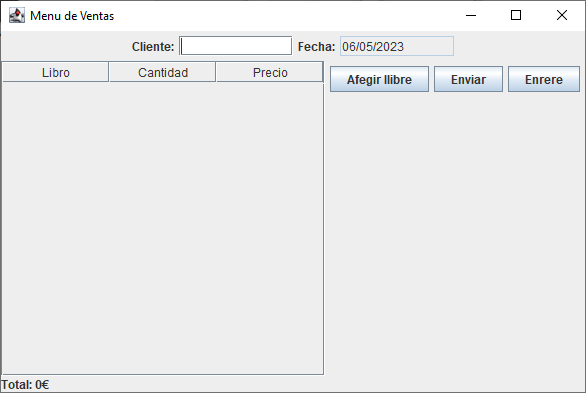 Menu de Ventas
Cliente: Fecha: 06/05/2023
Libro Cantidad Precio Afegir llibre Enviar Enrere
Total: 0€